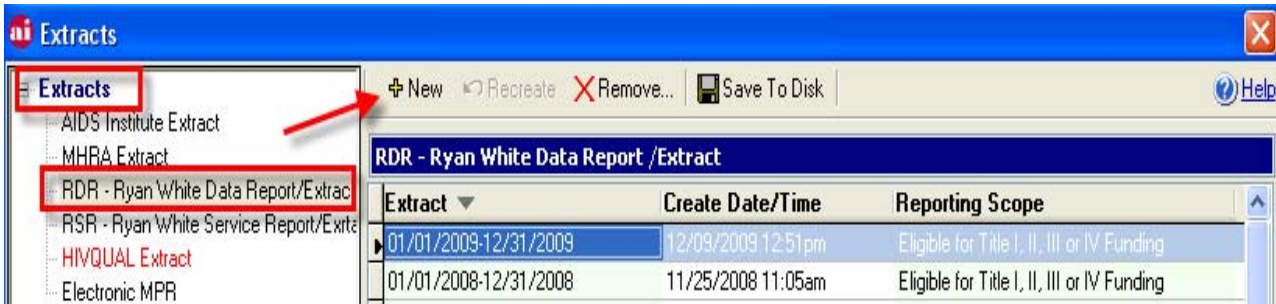 ai Extracts
Extracts
AIDS Institute Extract
MHRA Extract
RDR - Ryan White Data Report/Extrac
RSR - Ryan White Service Report/Exrta
HIVQUAL Extract
Electronic MPR
New Recreate Remove... Save To Disk Help
RDR - Ryan White Data Report /Extract
Extract Create Date/Time Reporting Scope
01/01/2009-12/31/2009 12/09/2009 12:51pm Eligible for Title I, II, III or IV Funding
01/01/2008-12/31/2008 11/25/2008 11:05am Eligible for Title I, II, III or IV Funding